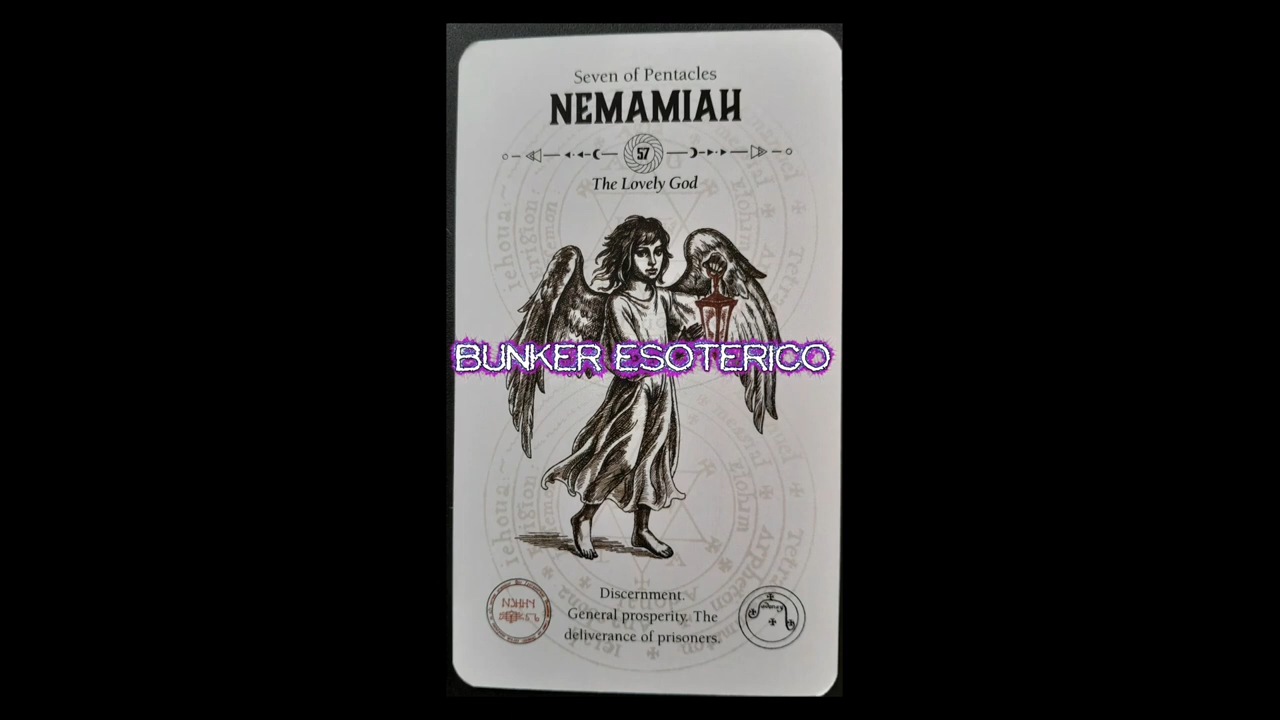 Seven of Pentacles
NEMAMIAH
57
The Lovely God
BUNKER ESOTERICO
Discernment.
General prosperity. The
deliverance of prisoners.